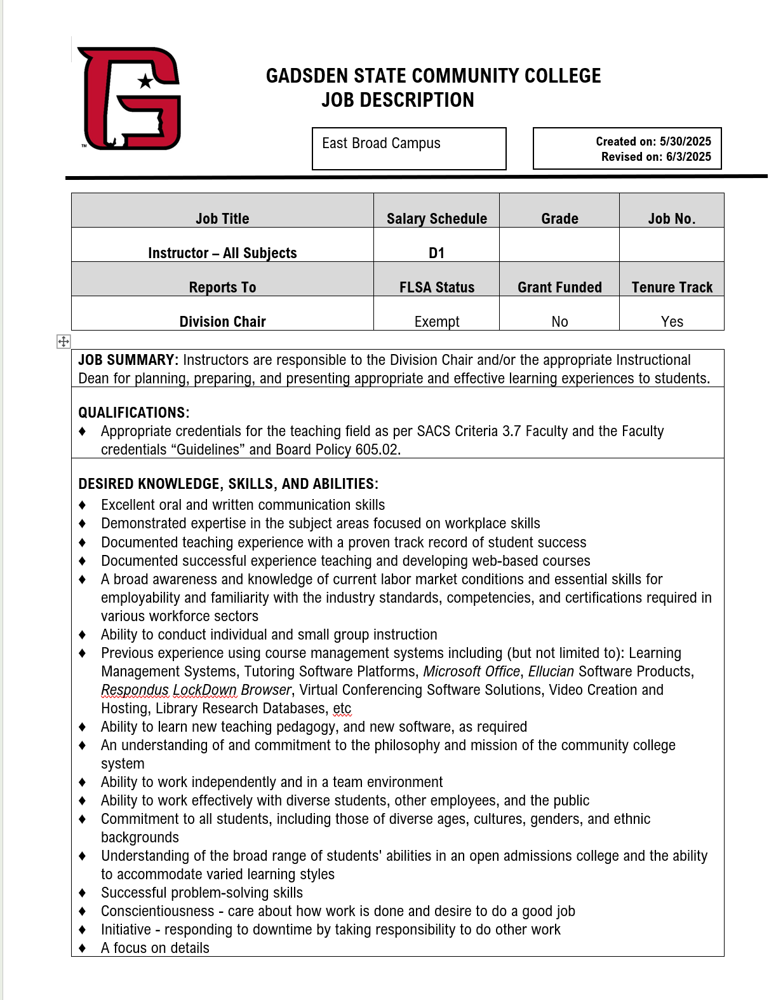 GADSDEN STATE COMMUNITY COLLEGE
JOB DESCRIPTION
TM
East Broad Campus
Created on: 5/30/2025
Revised on: 6/3/2025
Job Title Salary Schedule Grade Job No.
Instructor – All Subjects D1
Reports To FLSA Status Grant Funded Tenure Track
Division Chair Exempt No Yes
JOB SUMMARY: Instructors are responsible to the Division Chair and/or the appropriate Instructional
Dean for planning, preparing, and presenting appropriate and effective learning experiences to students.
QUALIFICATIONS:
♦ Appropriate credentials for the teaching field as per SACS Criteria 3.7 Faculty and the Faculty
credentials “Guidelines” and Board Policy 605.02.
DESIRED KNOWLEDGE, SKILLS, AND ABILITIES:
♦ Excellent oral and written communication skills
♦ Demonstrated expertise in the subject areas focused on workplace skills
♦ Documented teaching experience with a proven track record of student success
♦ Documented successful experience teaching and developing web-based courses
♦ A broad awareness and knowledge of current labor market conditions and essential skills for
employability and familiarity with the industry standards, competencies, and certifications required in
various workforce sectors
♦ Ability to conduct individual and small group instruction
♦ Previous experience using course management systems including (but not limited to): Learning
Management Systems, Tutoring Software Platforms, Microsoft Office, Ellucian Software Products,
Respondus LockDown Browser, Virtual Conferencing Software Solutions, Video Creation and
Hosting, Library Research Databases, etc
♦ Ability to learn new teaching pedagogy, and new software, as required
♦ An understanding of and commitment to the philosophy and mission of the community college
system
♦ Ability to work independently and in a team environment
♦ Ability to work effectively with diverse students, other employees, and the public
♦ Commitment to all students, including those of diverse ages, cultures, genders, and ethnic
backgrounds
♦ Understanding of the broad range of students' abilities in an open admissions college and the ability
to accommodate varied learning styles
♦ Successful problem-solving skills
♦ Conscientiousness - care about how work is done and desire to do a good job
♦ Initiative - responding to downtime by taking responsibility to do other work
♦ A focus on details